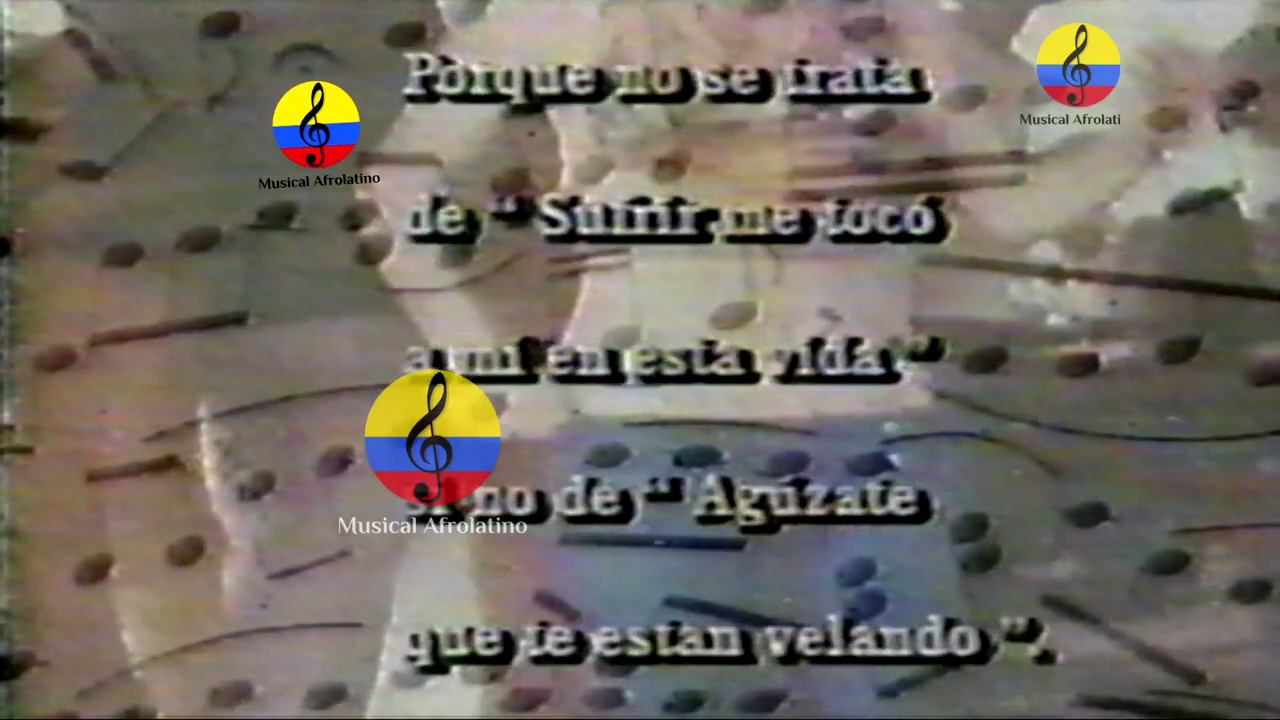 Porque no se trata
Musical Afrolati
Musical Afrolatino
de "Sufrir me tocó
a mi en esta vida"
sino de "Agúzate
Musical Afrolatino
que te estan velando".